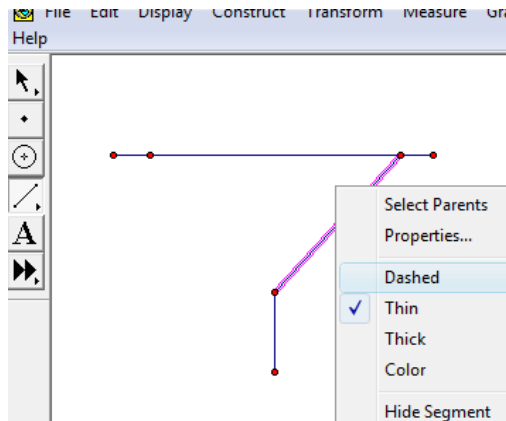 File Edit Display Construct Transform Measure
Help
A
Select Parents
Properties...
Dashed
Thin
Thick
Color
Hide Segment